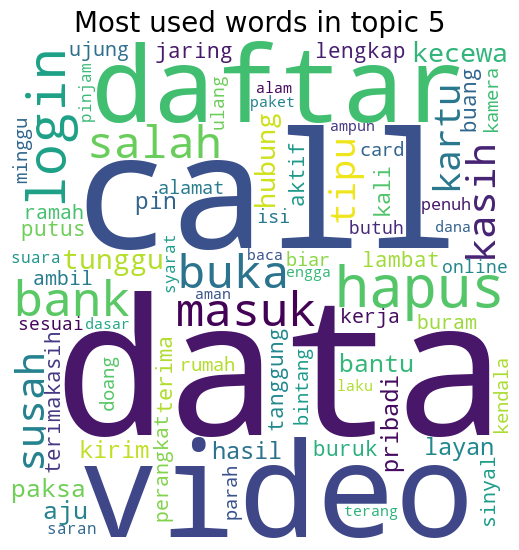 Most used words in topic 5
ujung jaring lengkap kecewa
daftar
login pinjam ulang alam paket buang kamera
minggu salah hubung aktif ampun card kartu kasih
call
tipu kali
alamat pin isi penuh butuh dana
ramah putus
suara tunggu syarat buka baca biar lambat online
ambil aman engga hapus
bank masuk
sesuai dasar kerja buram
data
susah terimakasih doang perangkat terima rumah tanggung bintang bantu laku pribadi kendala
video
kirim hasil buruk layan
paksa parah sinyal
aju terang
saran